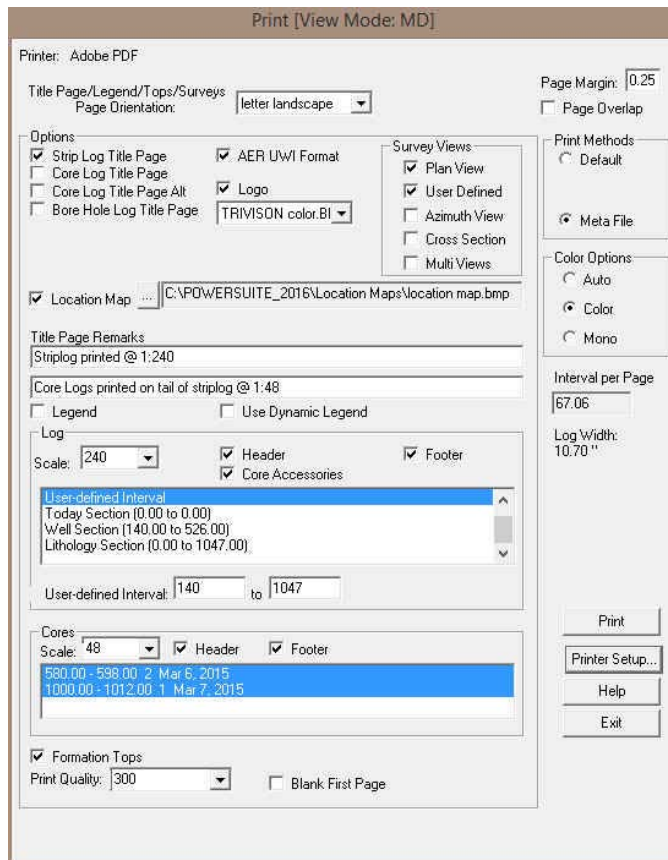 Print [View Mode: MD]
Printer: Adobe PDF
Page Margin: 0.25
Title Page/Legend/Tops/Surveys
Page Orientation: letter landscape
Page Overlap
Options
Strip Log Title Page
Core Log Title Page
Core Log Title Page Alt
Bore Hole Log Title Page
AER UWI Format
Logo
TRIVISON color.BI
Survey Views
Plan View
User Defined
Azimuth View
Cross Section
Multi Views
Print Methods
Default
Meta File
Location Map ... C:\POWERSUITE_2016\Location Maps\location map.bmp
Color Options
Auto
Color
Mono
Title Page Remarks
Striplog printed @ 1:240
Core Logs printed on tail of striplog @ 1:48
Legend Use Dynamic Legend
Interval per Page
67.06
Log Width:
10.70 "
Log
Scale: 240 Header Footer
Core Accessories
User-defined Interval
Today Section (0.00 to 0.00)
Well Section (140.00 to 526.00)
Lithology Section (0.00 to 1047.00)
User-defined Interval: 140 to 1047
Cores
Scale: 48 Header Footer
580.00 - 598.00 2 Mar 6, 2015
1000.00 - 1012.00 1 Mar 7, 2015
Print
Printer Setup...
Help
Exit
Formation Tops
Print Quality: 300 Blank First Page